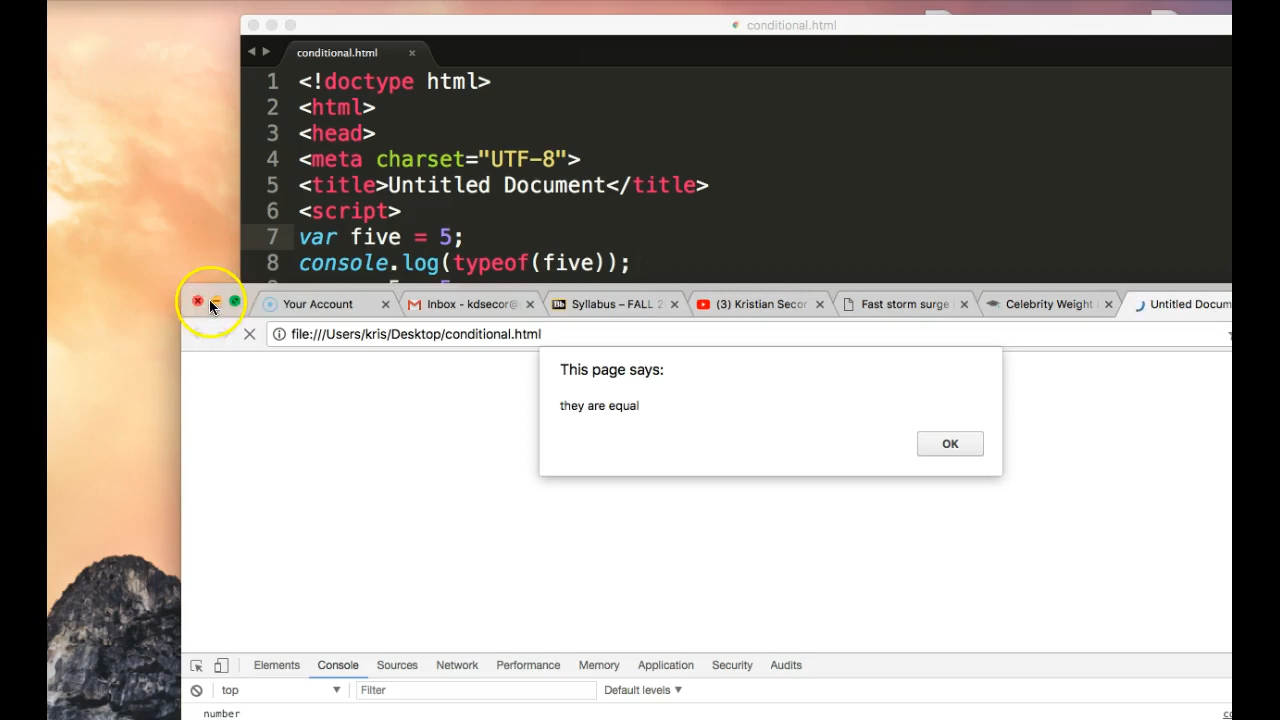 conditional.html
conditional.html ×
1 <!doctype html>
2 <html>
3 <head>
4 <meta charset="UTF-8">
5 <title>Untitled Document</title>
6 <script>
7 var five = 5;
8 console.log(typeof(five));
Your Account Inbox - kdsecor@ Syllabus – FALL 2 (3) Kristian Secor Fast storm surge Celebrity Weight Untitled Docum
file:///Users/kris/Desktop/conditional.html
This page says:
they are equal
OK
Elements Console Sources Network Performance Memory Application Security Audits
top Filter Default levels
number